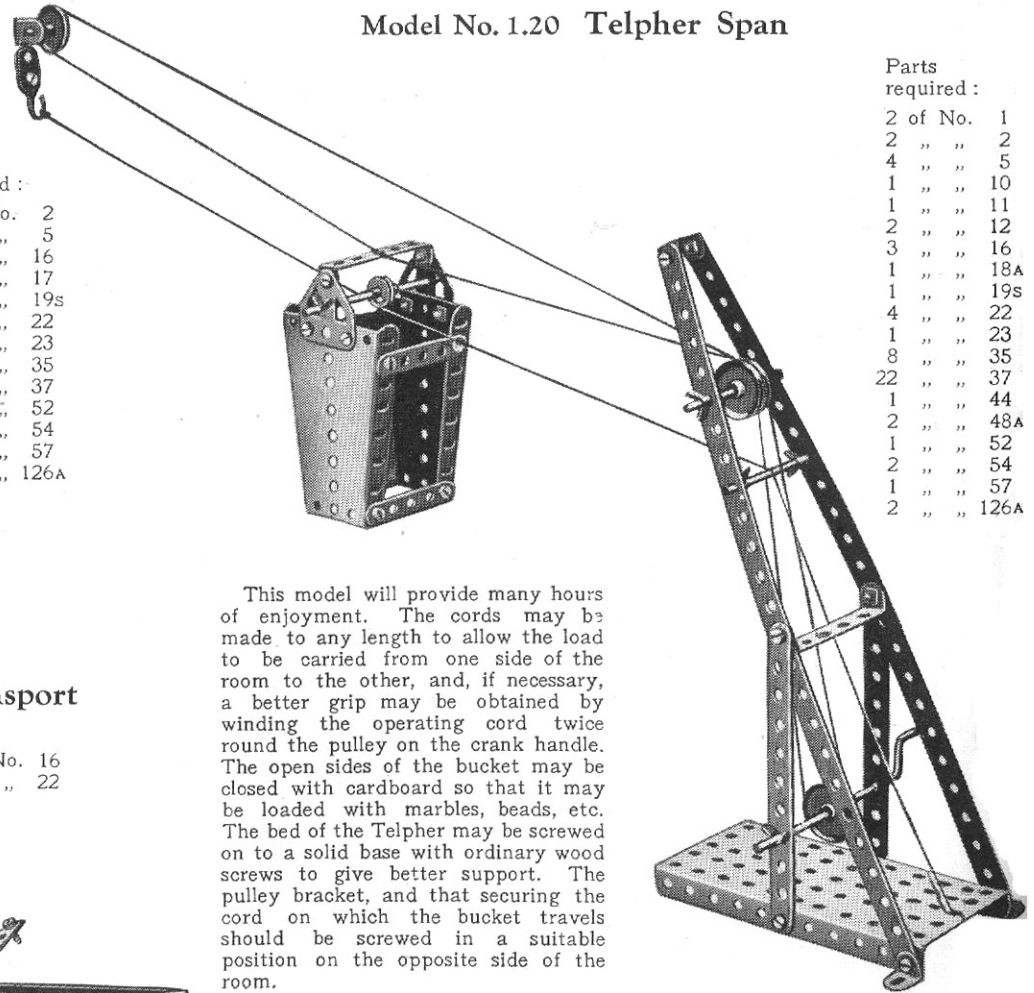 Model No. 1.20 Telpher Span
Parts
required :
2 of No. 1
2 ,, ,, 2
4 ,, ,, 5
1 ,, ,, 10
1 ,, ,, 11
2 ,, ,, 12
3 ,, ,, 16
1 ,, ,, 18A
1 ,, ,, 19s
4 ,, ,, 22
1 ,, ,, 23
8 ,, ,, 35
22 ,, ,, 37
1 ,, ,, 44
2 ,, ,, 48A
1 ,, ,, 52
2 ,, ,, 54
1 ,, ,, 57
2 ,, ,, 126A
d :
o. 2
,, 5
,, 16
,, 17
,, 19s
,, 22
,, 23
,, 35
,, 37
,, 52
,, 54
,, 57
,, 126A
This model will provide many hours
of enjoyment. The cords may be
made to any length to allow the load
to be carried from one side of the
room to the other, and, if necessary,
a better grip may be obtained by
winding the operating cord twice
round the pulley on the crank handle.
The open sides of the bucket may be
closed with cardboard so that it may
be loaded with marbles, beads, etc.
The bed of the Telpher may be screwed
on to a solid base with ordinary wood
screws to give better support. The
pulley bracket, and that securing the
cord on which the bucket travels
should be screwed in a suitable
position on the opposite side of the
room.
sport
No. 16
,, 22